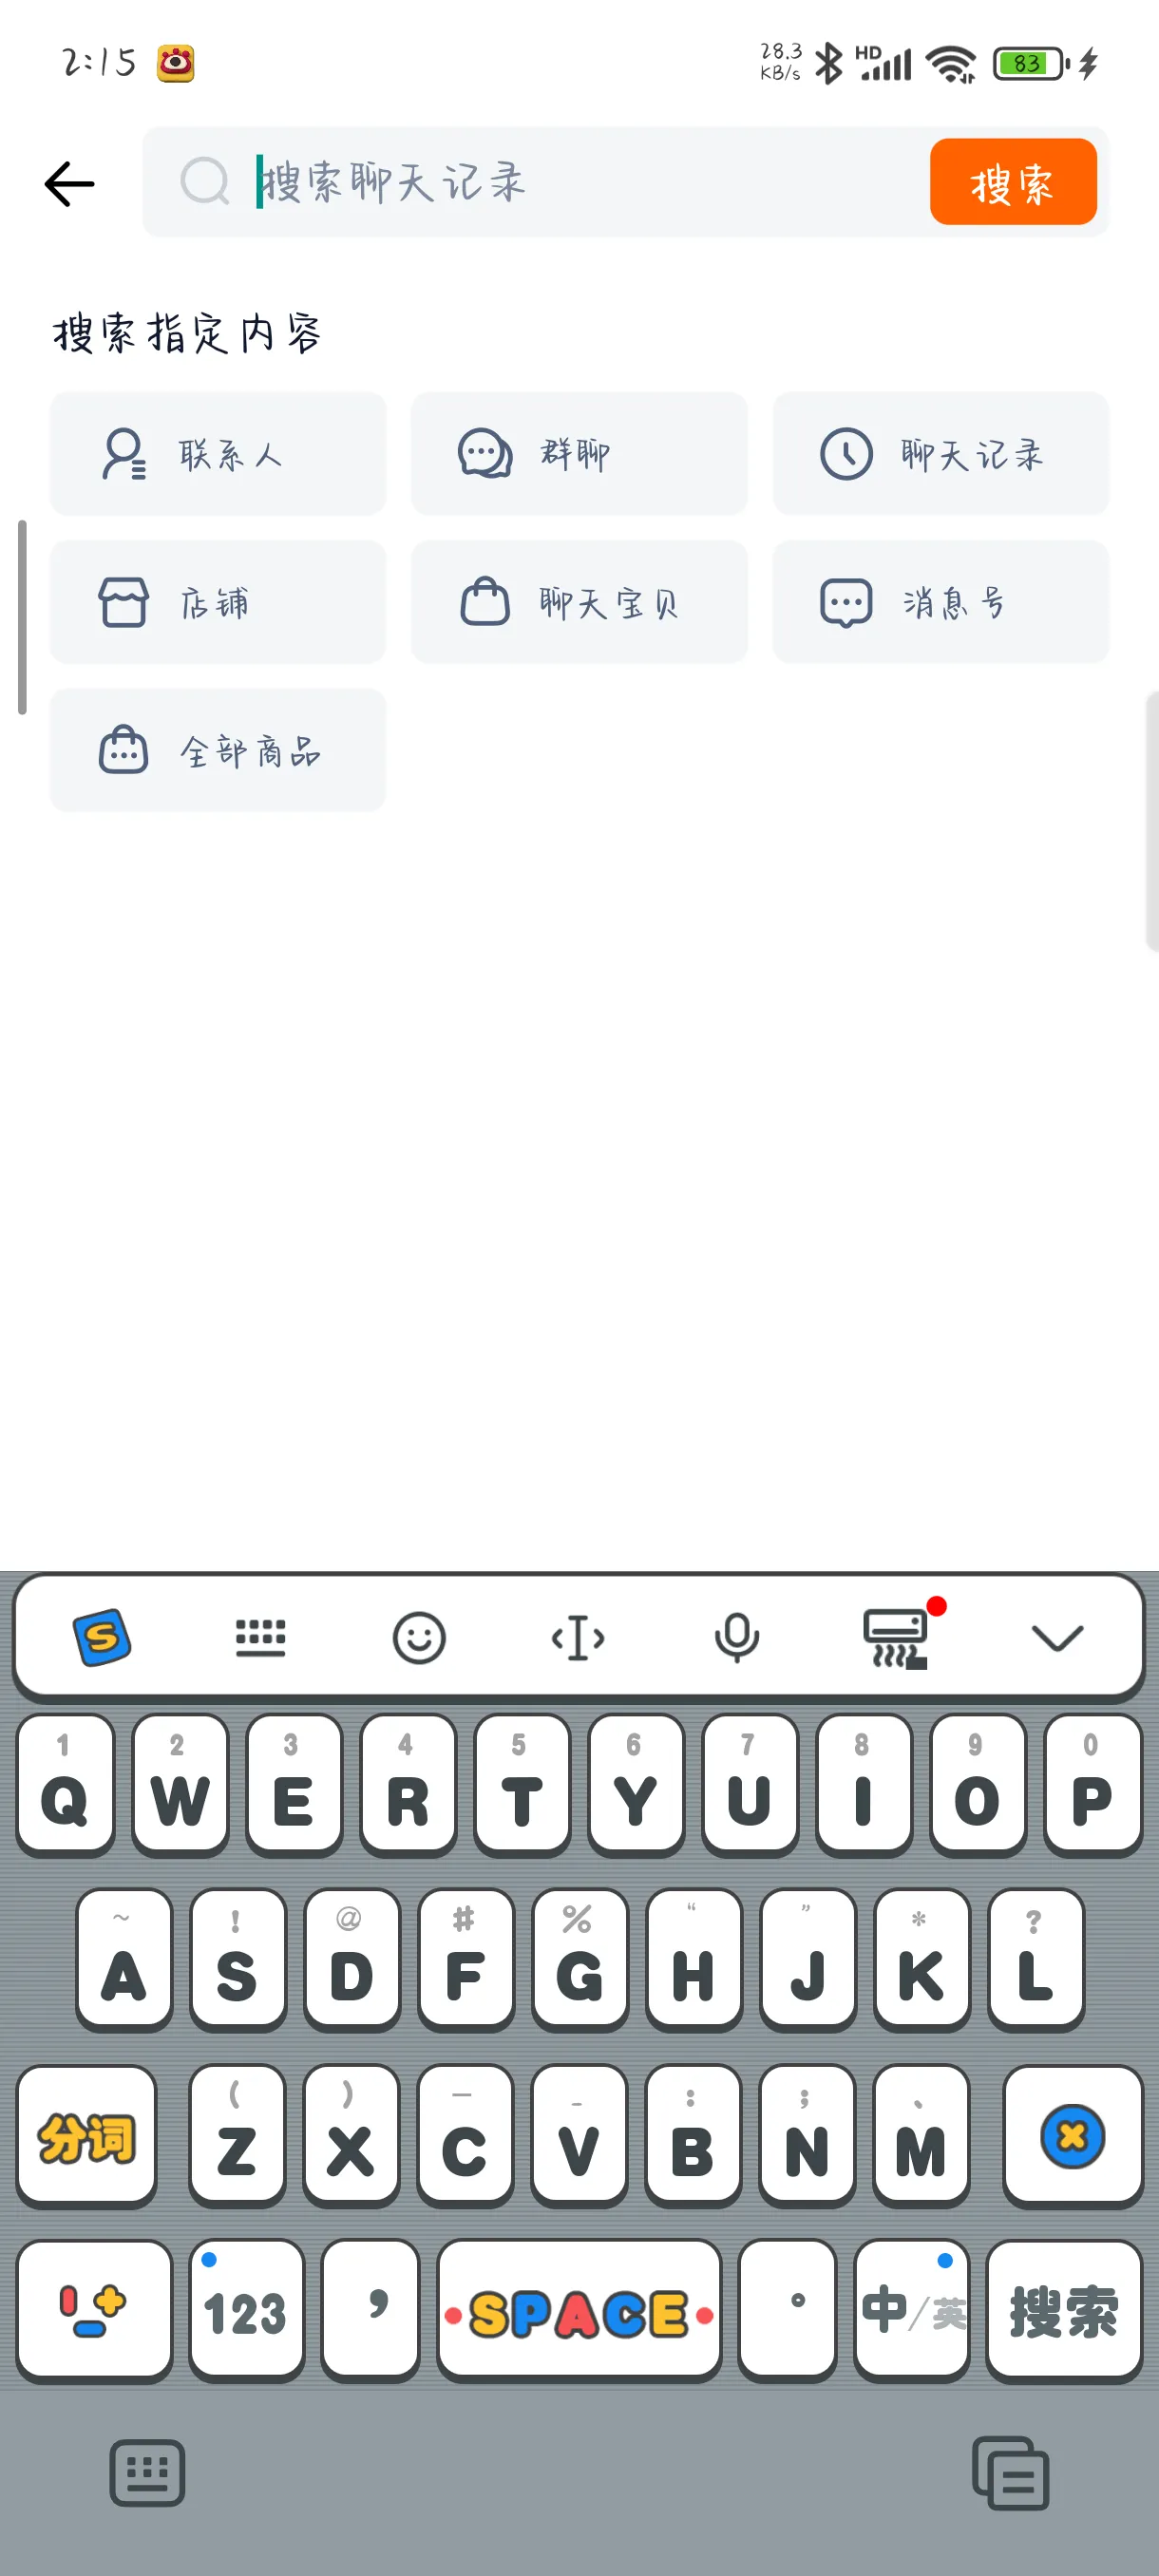 2:15 28.3 KB/s HD 83
搜索聊天记录 搜索
搜索指定内容
联系人 群聊 聊天记录
店铺 聊天宝贝 消息号
全部商品
S
1 2 3 4 5 6 7 8 9 0
Q W E R T Y U I O P
~ ! @ # % “ ” * ?
A S D F G H J K L
( ) — _ : ; 、
分词 Z X C V B N M
123 , SPACE 。 中/英 搜索